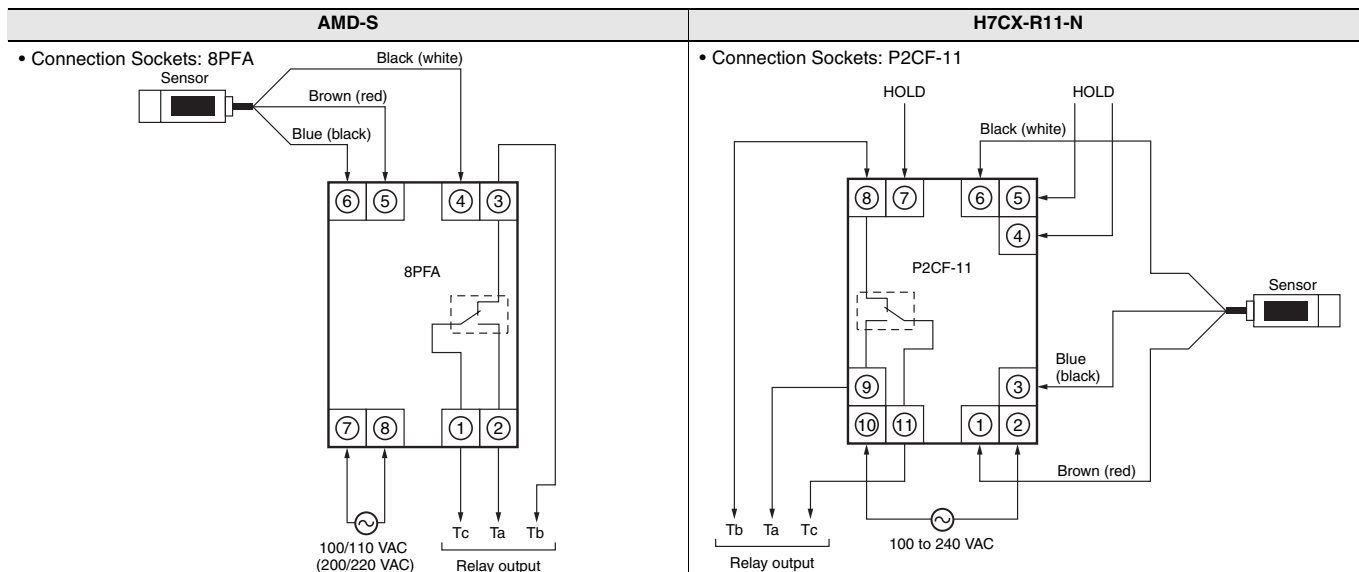 AMD-S
• Connection Sockets: 8PFA
Sensor
Black (white)
Brown (red)
Blue (black)
6 5 4 3
8PFA
7 8 1 2
Tc Ta Tb
100/110 VAC
(200/220 VAC)
Relay output
H7CX-R11-N
• Connection Sockets: P2CF-11
HOLD HOLD
Black (white)
8 7 6 5
4
P2CF-11
Sensor
Blue
(black)
9 3
10 11 1 2
Brown (red)
Tb Ta Tc
100 to 240 VAC
Relay output